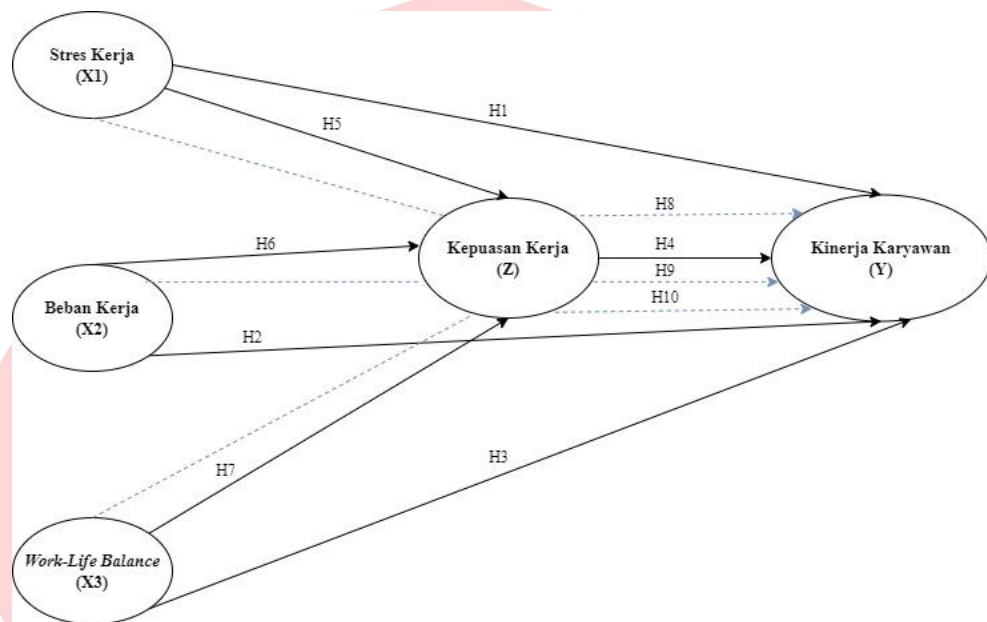 Stres Kerja
(X1)
H1
H5
H8
H6
Kepuasan Kerja
(Z)
H4
Kinerja Karyawan
(Y)
H9
H10
Beban Kerja
(X2)
H2
H7
H3
Work-Life Balance
(X3)